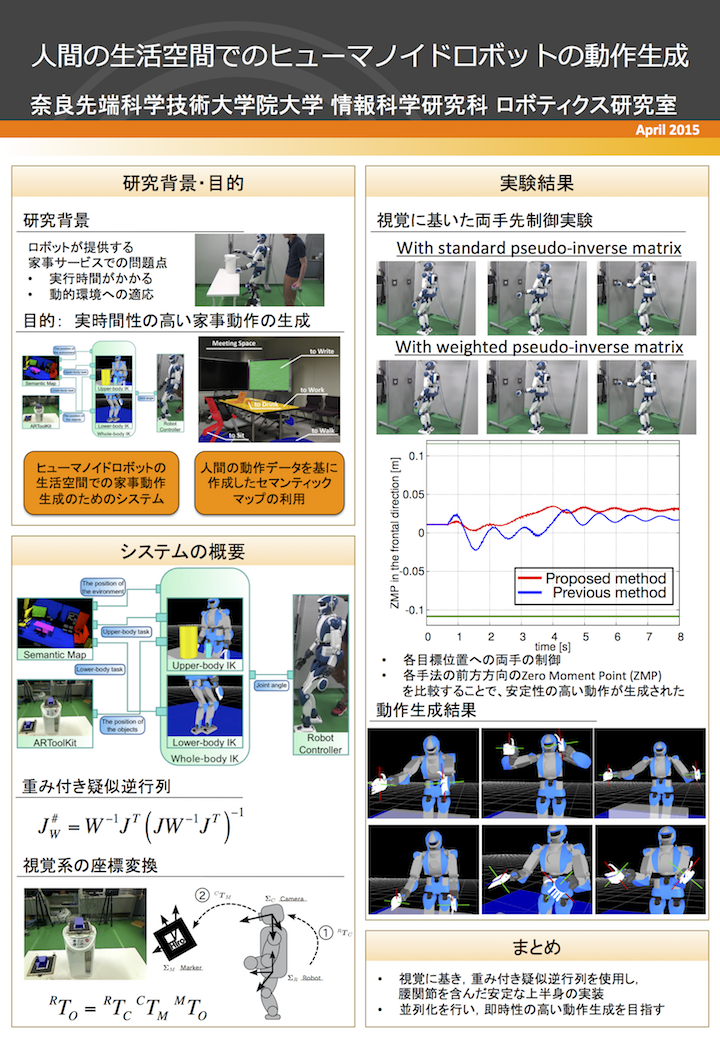 人間の生活空間でのヒューマノイドロボットの動作生成
奈良先端科学技術大学院大学 情報科学研究科 ロボティクス研究室
April 2015
研究背景・目的
研究背景
ロボットが提供する
家事サービスでの問題点
• 実行時間がかかる
• 動的環境への適応
目的： 実時間性の高い家事動作の生成
The position of
the evironment
Semantic Map
Upper-body task
Upper-body IK
Lower-body task
Joint angle
ARToolKit
The position of
the objects
Lower-body IK
Whole-body IK
Robot
Controller
Meeting Space
to Write
to Work
to Drink
to Sit
to Walk
ヒューマノイドロボットの
生活空間での家事動作
生成のためのシステム
人間の動作データを基に
作成したセマンティック
マップの利用
システムの概要
The position of
the evironment
Upper-body task
Semantic Map
Upper-body IK
Lower-body task
Joint angle
The position of
the objects
ARToolKit
Lower-body IK
Whole-body IK
Robot
Controller
重み付き疑似逆行列
J_W^# = W^{-1} J^T (J W^{-1} J^T)^{-1}
視覚系の座標変換
② ^C T_M
Σ_C Camera
① ^R T_C
Hiro
Σ_M Marker
Σ_R Robot
^R T_O = ^R T_C ^C T_M ^M T_O
実験結果
視覚に基いた両手先制御実験
With standard pseudo-inverse matrix
With weighted pseudo-inverse matrix
ZMP in the frontal direction [m]
0.1
0.05
0
-0.05
-0.1
Proposed method
Previous method
0 1 2 3 4 5 6 7 8
time [s]
• 各目標位置への両手の制御
• 各手法の前方方向のZero Moment Point (ZMP)
を比較することで、安定性の高い動作が生成された
動作生成結果
まとめ
• 視覚に基き，重み付き疑似逆行列を使用し，
腰関節を含んだ安定な上半身の実装
• 並列化を行い，即時性の高い動作生成を目指す